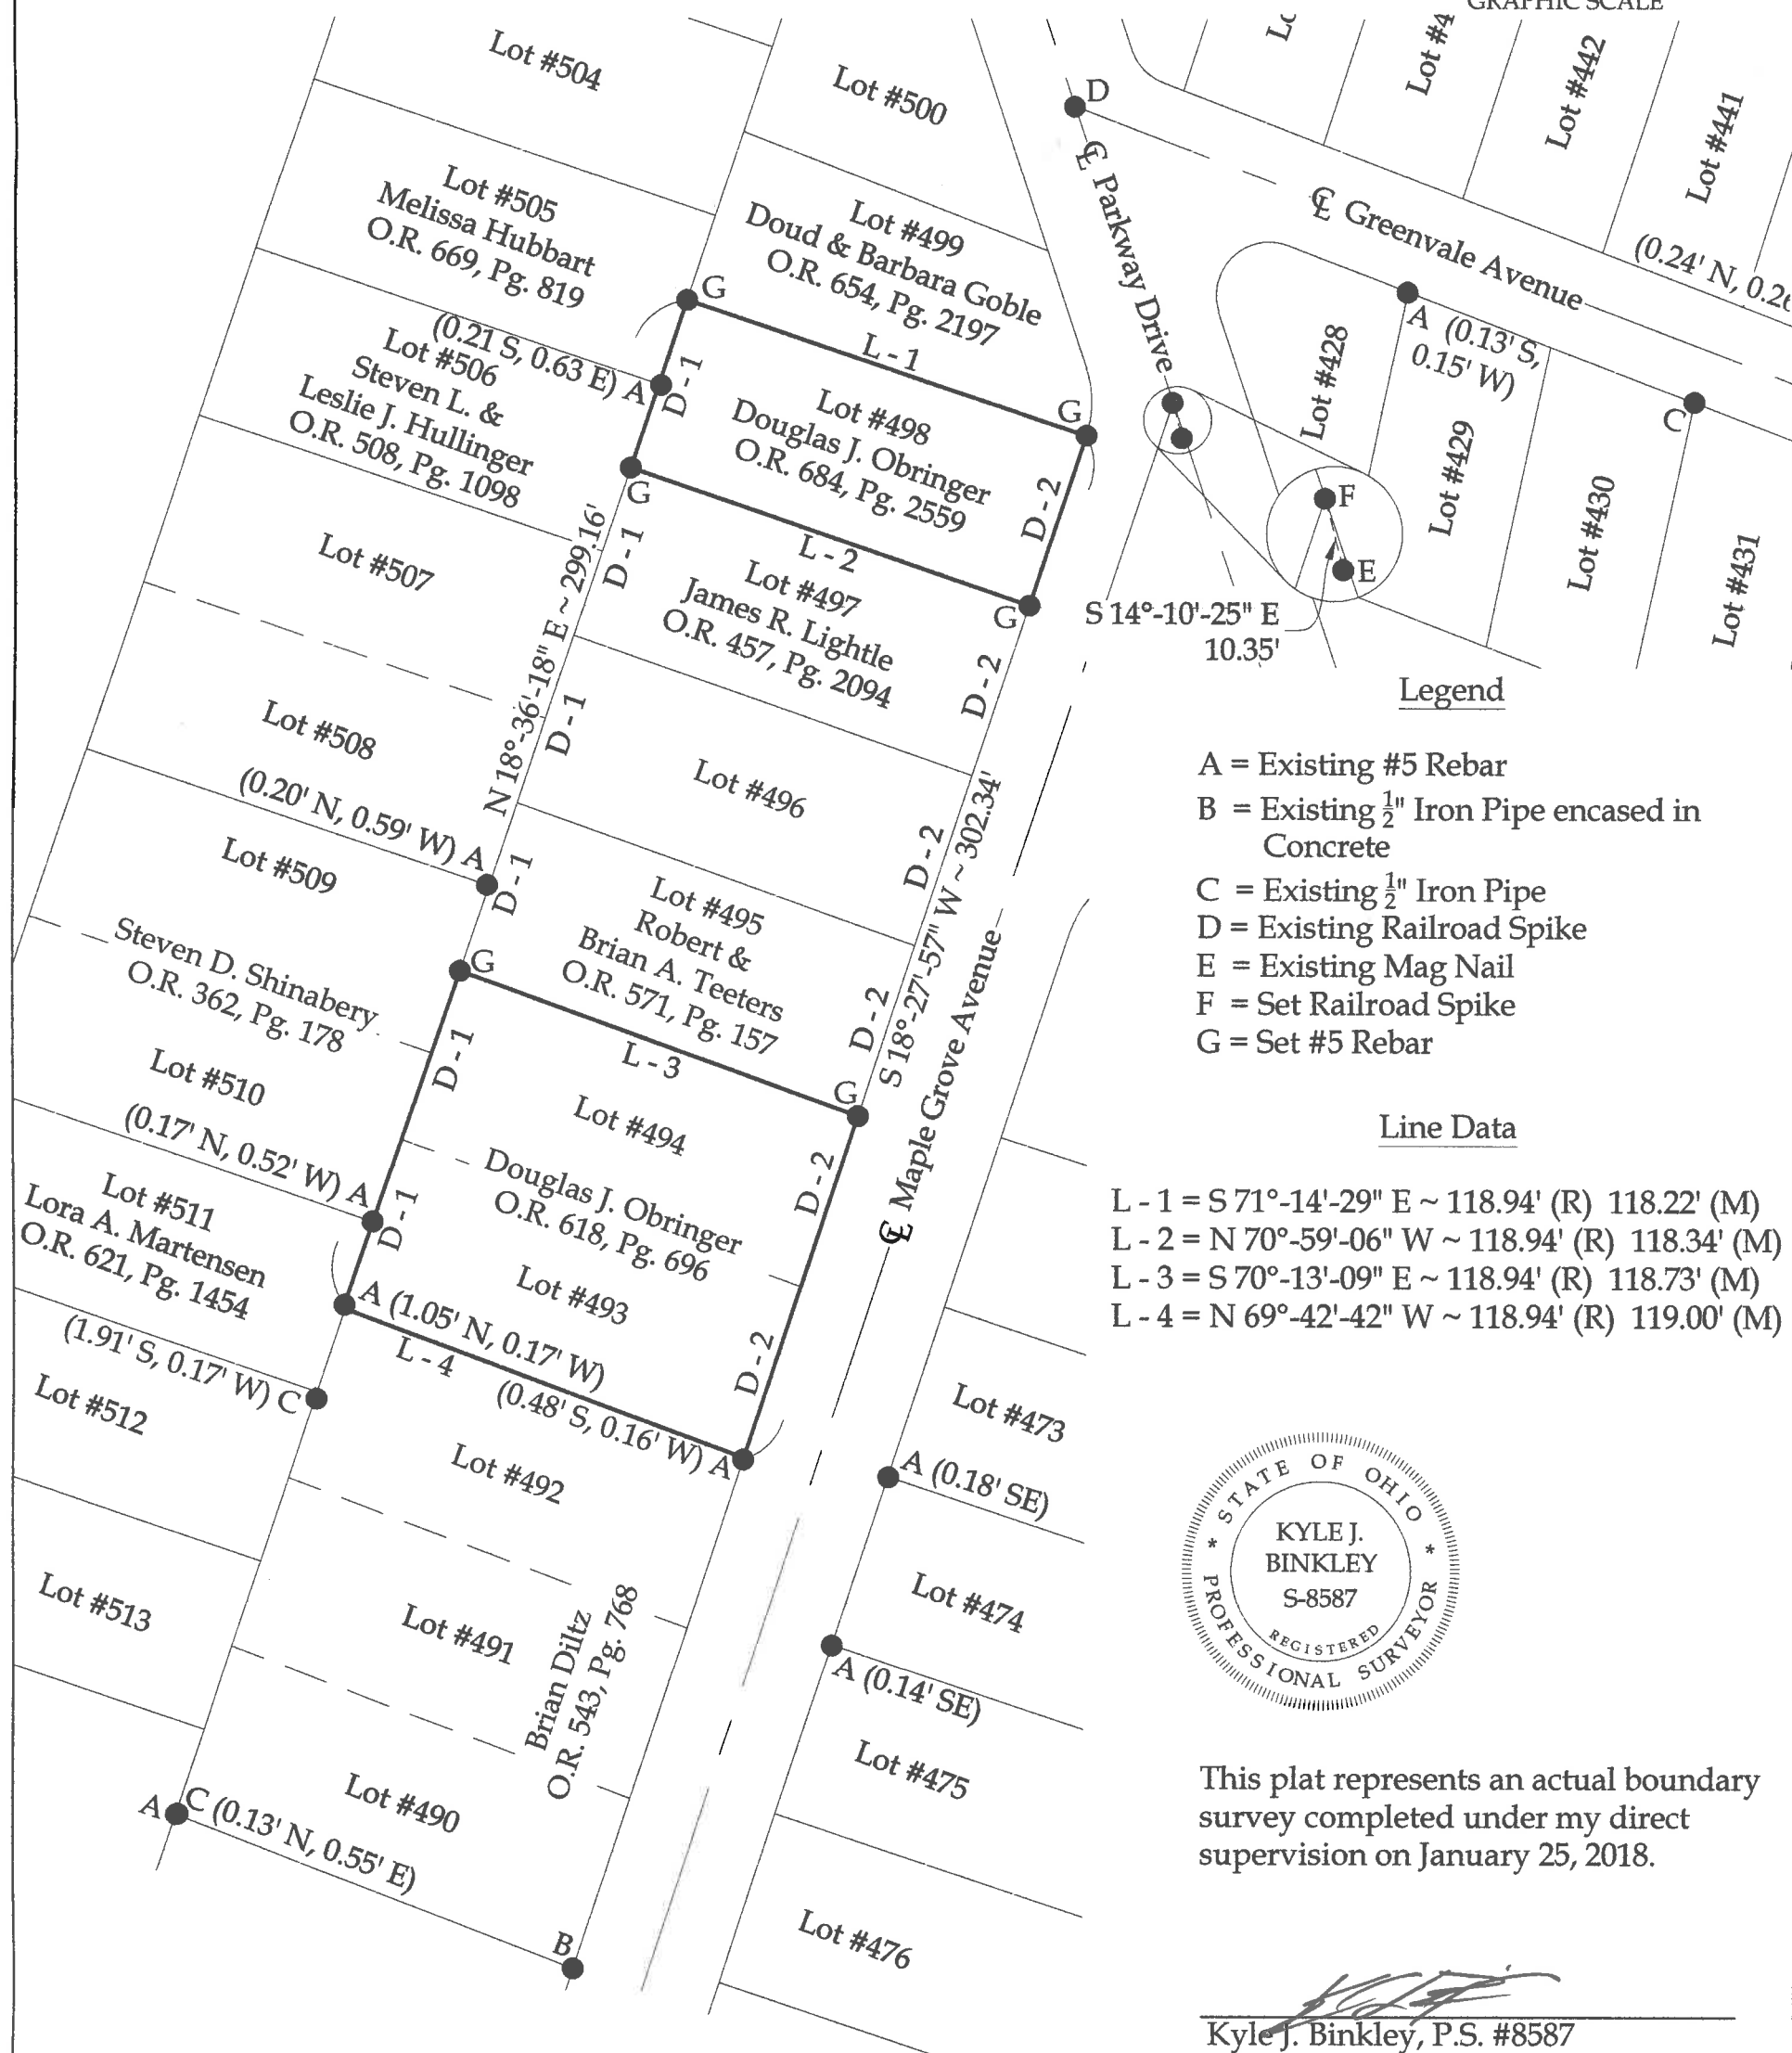 GRAPHIC SCALE
Lot #504
Lot #500
D
Lot #4
Lot #442
Lot #441
℄ Parkway Drive
℄ Greenvale Avenue
(0.24' N, 0.26
Lot #505
Melissa Hubbart
O.R. 669, Pg. 819
Lot #499
Doud & Barbara Goble
O.R. 654, Pg. 2197
G
L - 1
A (0.13' S,
0.15' W)
Lot #428
Lot #429
C
Lot #430
Lot #431
(0.21 S, 0.63 E) A
Lot #506
Steven L. &
Leslie J. Hullinger
O.R. 508, Pg. 1098
D - 1
Lot #498
Douglas J. Obringer
O.R. 684, Pg. 2559
G
D - 2
F
E
S 14°-10'-25" E
10.35'
G
L - 2
G
Lot #507
N 18°-36'-18" E ~ 299.16'
D - 1
Lot #497
James R. Lightle
O.R. 457, Pg. 2094
D - 2
Lot #508
D - 1
Lot #496
D - 2
S 18°-27'-57" W ~ 302.34'
(0.20' N, 0.59' W) A
Lot #509
D - 1
Lot #495
Robert &
Brian A. Teeters
O.R. 571, Pg. 157
D - 2
℄ Maple Grove Avenue
Steven D. Shinabery
O.R. 362, Pg. 178
G
L - 3
G
Lot #510
D - 1
Lot #494
(0.17' N, 0.52' W) A
D - 1
Douglas J. Obringer
O.R. 618, Pg. 696
D - 2
Lot #511
Lora A. Martensen
O.R. 621, Pg. 1454
Lot #493
A (1.05' N, 0.17' W)
L - 4
D - 2
(0.48' S, 0.16' W) A
(1.91' S, 0.17' W) C
Lot #512
Lot #492
Lot #473
A (0.18' SE)
Lot #513
Lot #491
Brian Diltz
O.R. 543, Pg. 768
Lot #474
A (0.14' SE)
Lot #475
A
C (0.13' N, 0.55' E)
Lot #490
B
Lot #476
Legend
A = Existing #5 Rebar
B = Existing ½" Iron Pipe encased in
Concrete
C = Existing ½" Iron Pipe
D = Existing Railroad Spike
E = Existing Mag Nail
F = Set Railroad Spike
G = Set #5 Rebar
Line Data
L - 1 = S 71°-14'-29" E ~ 118.94' (R) 118.22' (M)
L - 2 = N 70°-59'-06" W ~ 118.94' (R) 118.34' (M)
L - 3 = S 70°-13'-09" E ~ 118.94' (R) 118.73' (M)
L - 4 = N 69°-42'-42" W ~ 118.94' (R) 119.00' (M)
* STATE OF OHIO *
KYLE J.
BINKLEY
S-8587
REGISTERED
PROFESSIONAL SURVEYOR
This plat represents an actual boundary
survey completed under my direct
supervision on January 25, 2018.
Kyle J. Binkley, P.S. #8587